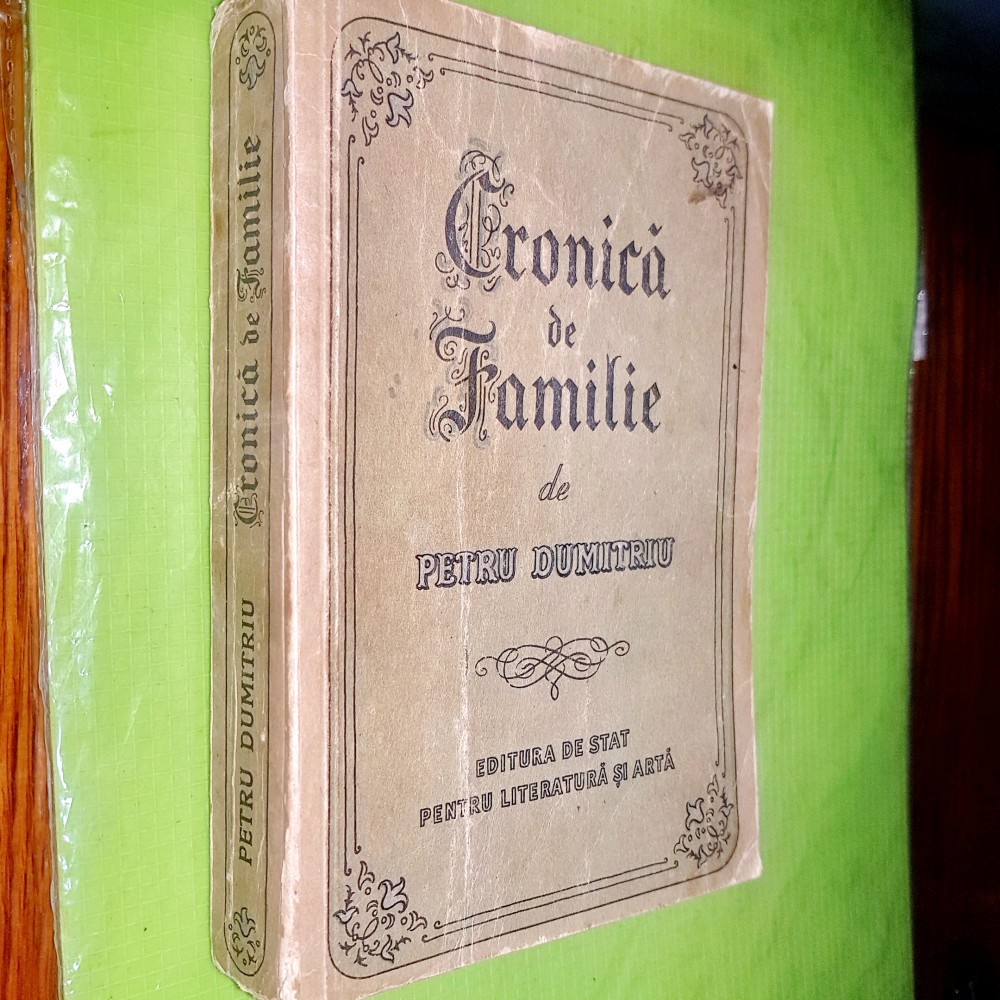 Cronică
de
Familie
de
PETRU DUMITRIU
EDITURA DE STAT
PENTRU LITERATURĂ ȘI ARTĂ
PETRU DUMITRIU Cronică de Familie